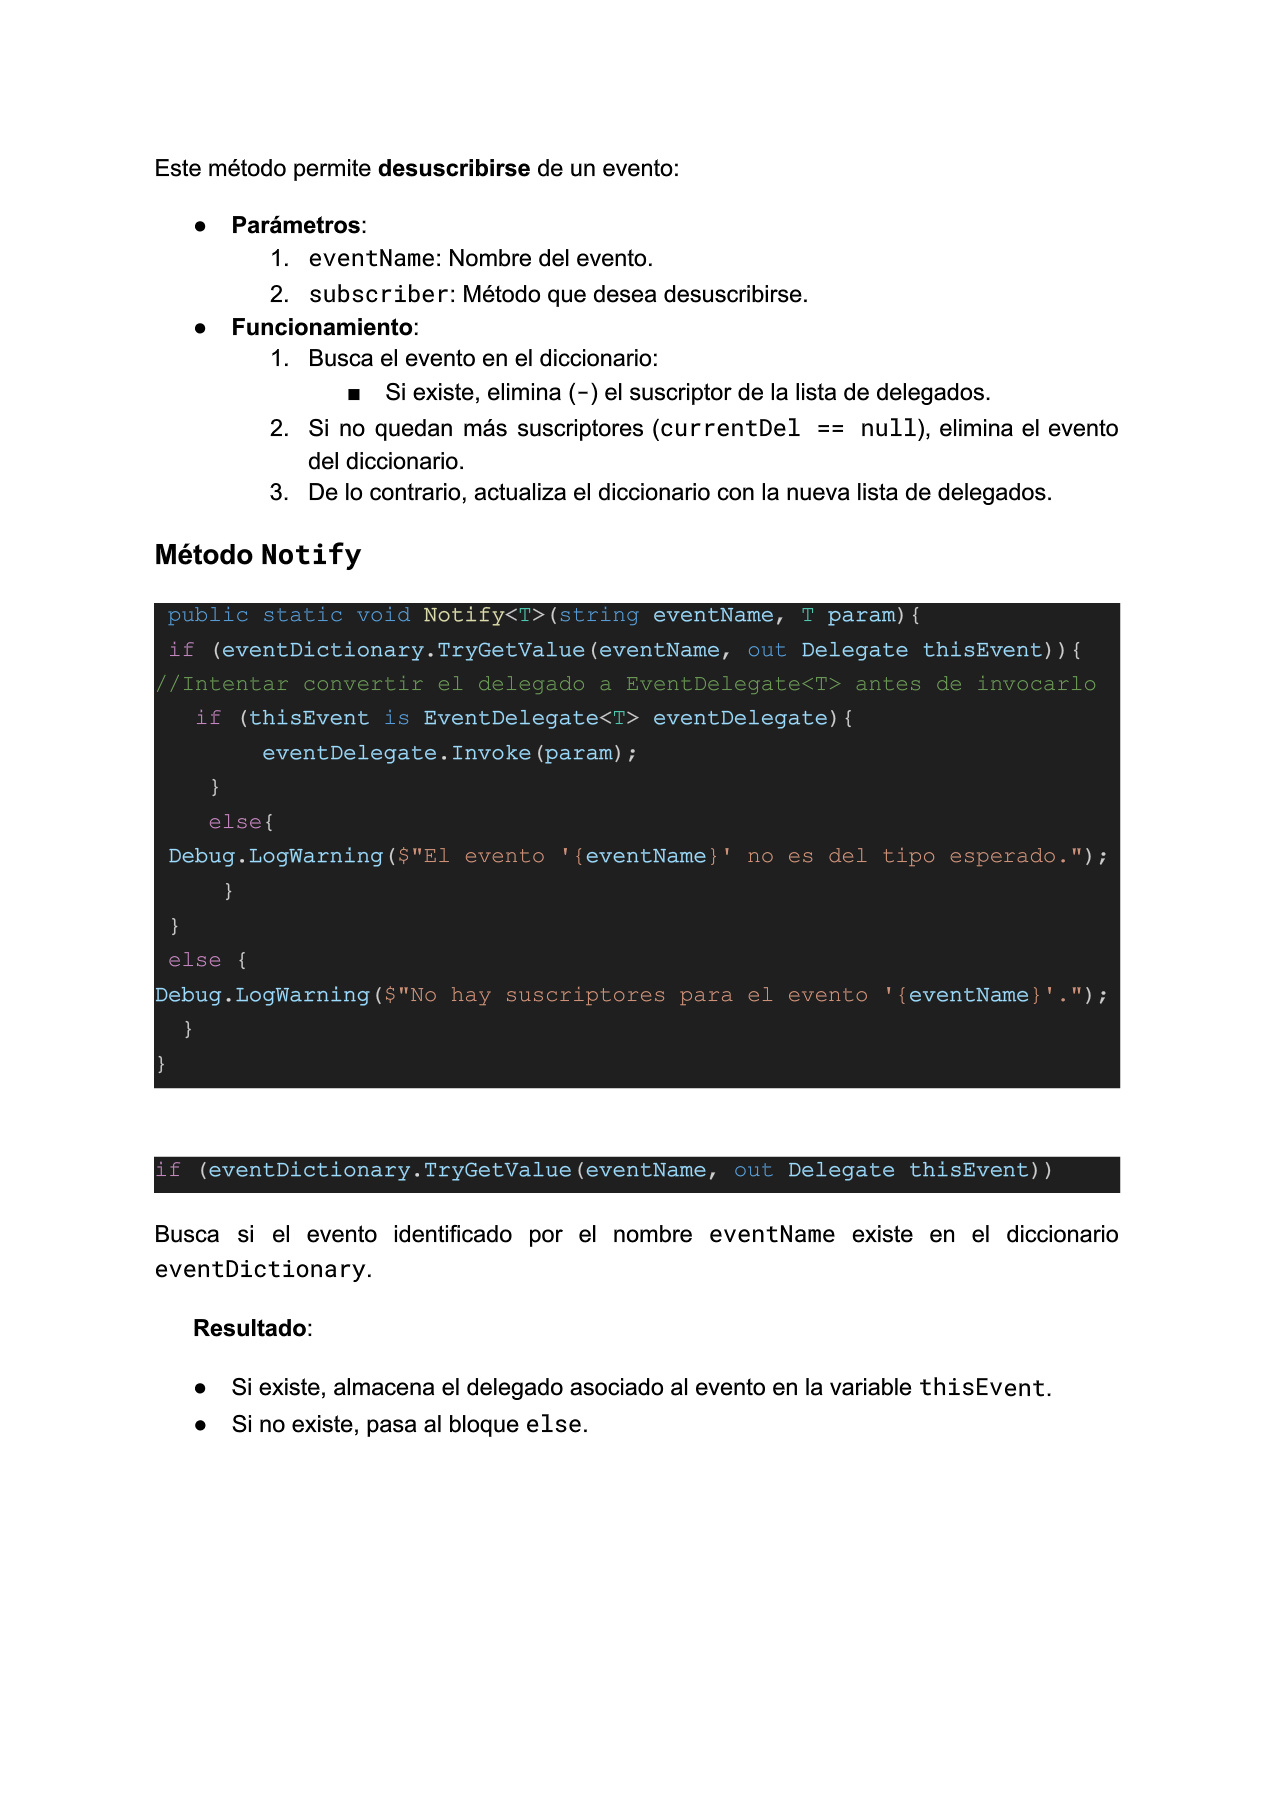 Este método permite desuscribirse de un evento:
● Parámetros:
1. eventName: Nombre del evento.
2. subscriber: Método que desea desuscribirse.
● Funcionamiento:
1. Busca el evento en el diccionario:
■ Si existe, elimina (-) el suscriptor de la lista de delegados.
2. Si no quedan más suscriptores (currentDel == null), elimina el evento
del diccionario.
3. De lo contrario, actualiza el diccionario con la nueva lista de delegados.
Método Notify
public static void Notify<T>(string eventName, T param){
if (eventDictionary.TryGetValue(eventName, out Delegate thisEvent)){
//Intentar convertir el delegado a EventDelegate<T> antes de invocarlo
if (thisEvent is EventDelegate<T> eventDelegate){
eventDelegate.Invoke(param);
}
else{
Debug.LogWarning($"El evento '{eventName}' no es del tipo esperado.");
}
}
else {
Debug.LogWarning($"No hay suscriptores para el evento '{eventName}'.");
}
}
if (eventDictionary.TryGetValue(eventName, out Delegate thisEvent))
Busca si el evento identificado por el nombre eventName existe en el diccionario
eventDictionary.
Resultado:
● Si existe, almacena el delegado asociado al evento en la variable thisEvent.
● Si no existe, pasa al bloque else.